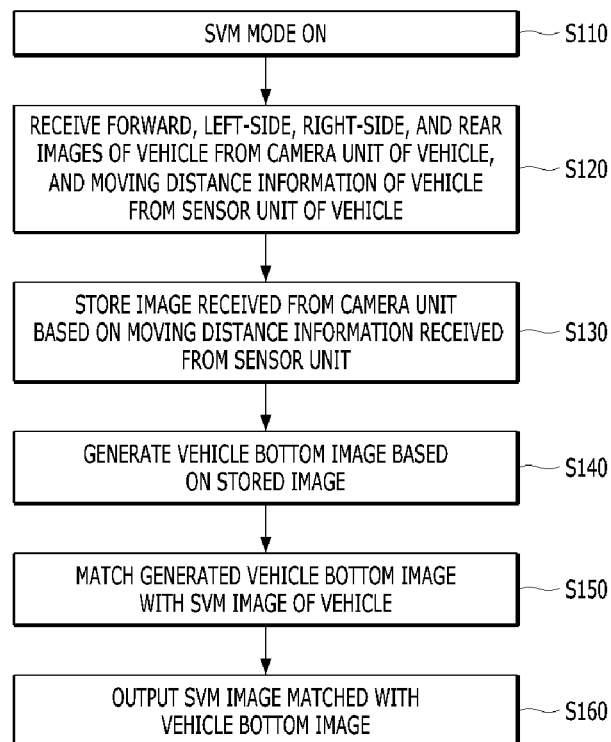 SVM MODE ON
S110
RECEIVE FORWARD, LEFT-SIDE, RIGHT-SIDE, AND REAR
IMAGES OF VEHICLE FROM CAMERA UNIT OF VEHICLE,
AND MOVING DISTANCE INFORMATION OF VEHICLE
FROM SENSOR UNIT OF VEHICLE
S120
STORE IMAGE RECEIVED FROM CAMERA UNIT
BASED ON MOVING DISTANCE INFORMATION RECEIVED
FROM SENSOR UNIT
S130
GENERATE VEHICLE BOTTOM IMAGE BASED
ON STORED IMAGE
S140
MATCH GENERATED VEHICLE BOTTOM IMAGE
WITH SVM IMAGE OF VEHICLE
S150
OUTPUT SVM IMAGE MATCHED WITH
VEHICLE BOTTOM IMAGE
S160